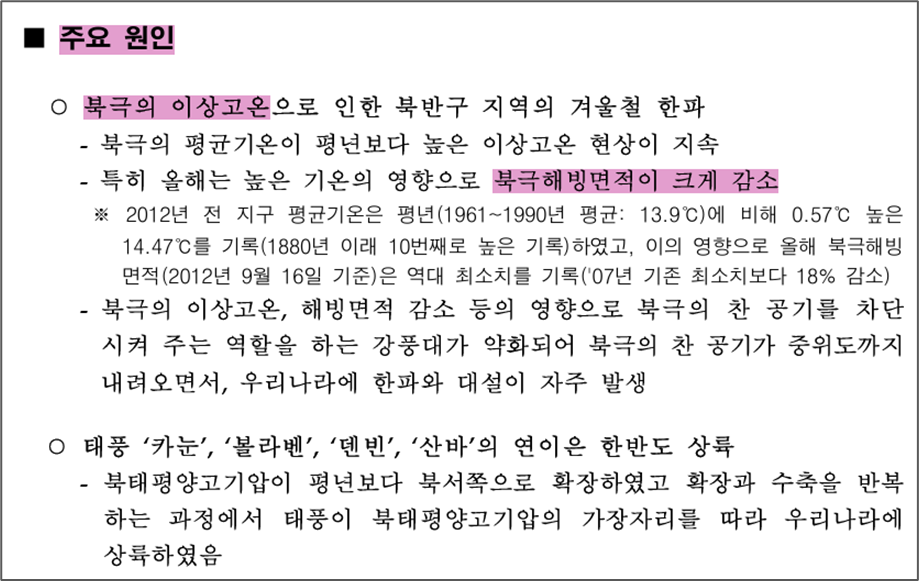 ■ 주요 원인
○ 북극의 이상고온으로 인한 북반구 지역의 겨울철 한파
- 북극의 평균기온이 평년보다 높은 이상고온 현상이 지속
- 특히 올해는 높은 기온의 영향으로 북극해빙면적이 크게 감소
※ 2012년 전 지구 평균기온은 평년(1961~1990년 평균: 13.9℃)에 비해 0.57℃ 높은
14.47℃를 기록(1880년 이래 10번째로 높은 기록)하였고, 이의 영향으로 올해 북극해빙
면적(2012년 9월 16일 기준)은 역대 최소치를 기록('07년 기존 최소치보다 18% 감소)
- 북극의 이상고온, 해빙면적 감소 등의 영향으로 북극의 찬 공기를 차단
시켜 주는 역할을 하는 강풍대가 약화되어 북극의 찬 공기가 중위도까지
내려오면서, 우리나라에 한파와 대설이 자주 발생
○ 태풍 ‘카눈’, ‘볼라벤’, ‘덴빈’, ‘산바’의 연이은 한반도 상륙
- 북태평양고기압이 평년보다 북서쪽으로 확장하였고 확장과 수축을 반복
하는 과정에서 태풍이 북태평양고기압의 가장자리를 따라 우리나라에
상륙하였음